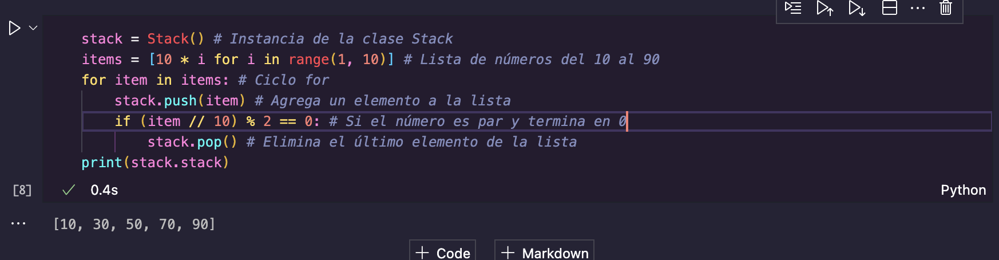 stack = Stack() # Instancia de la clase Stack
items = [10 * i for i in range(1, 10)] # Lista de números del 10 al 90
for item in items: # Ciclo for
    stack.push(item) # Agrega un elemento a la lista
    if (item // 10) % 2 == 0: # Si el número es par y termina en 0
        stack.pop() # Elimina el último elemento de la lista
print(stack.stack)
[8] 0.4s Python
[10, 30, 50, 70, 90]
+ Code + Markdown